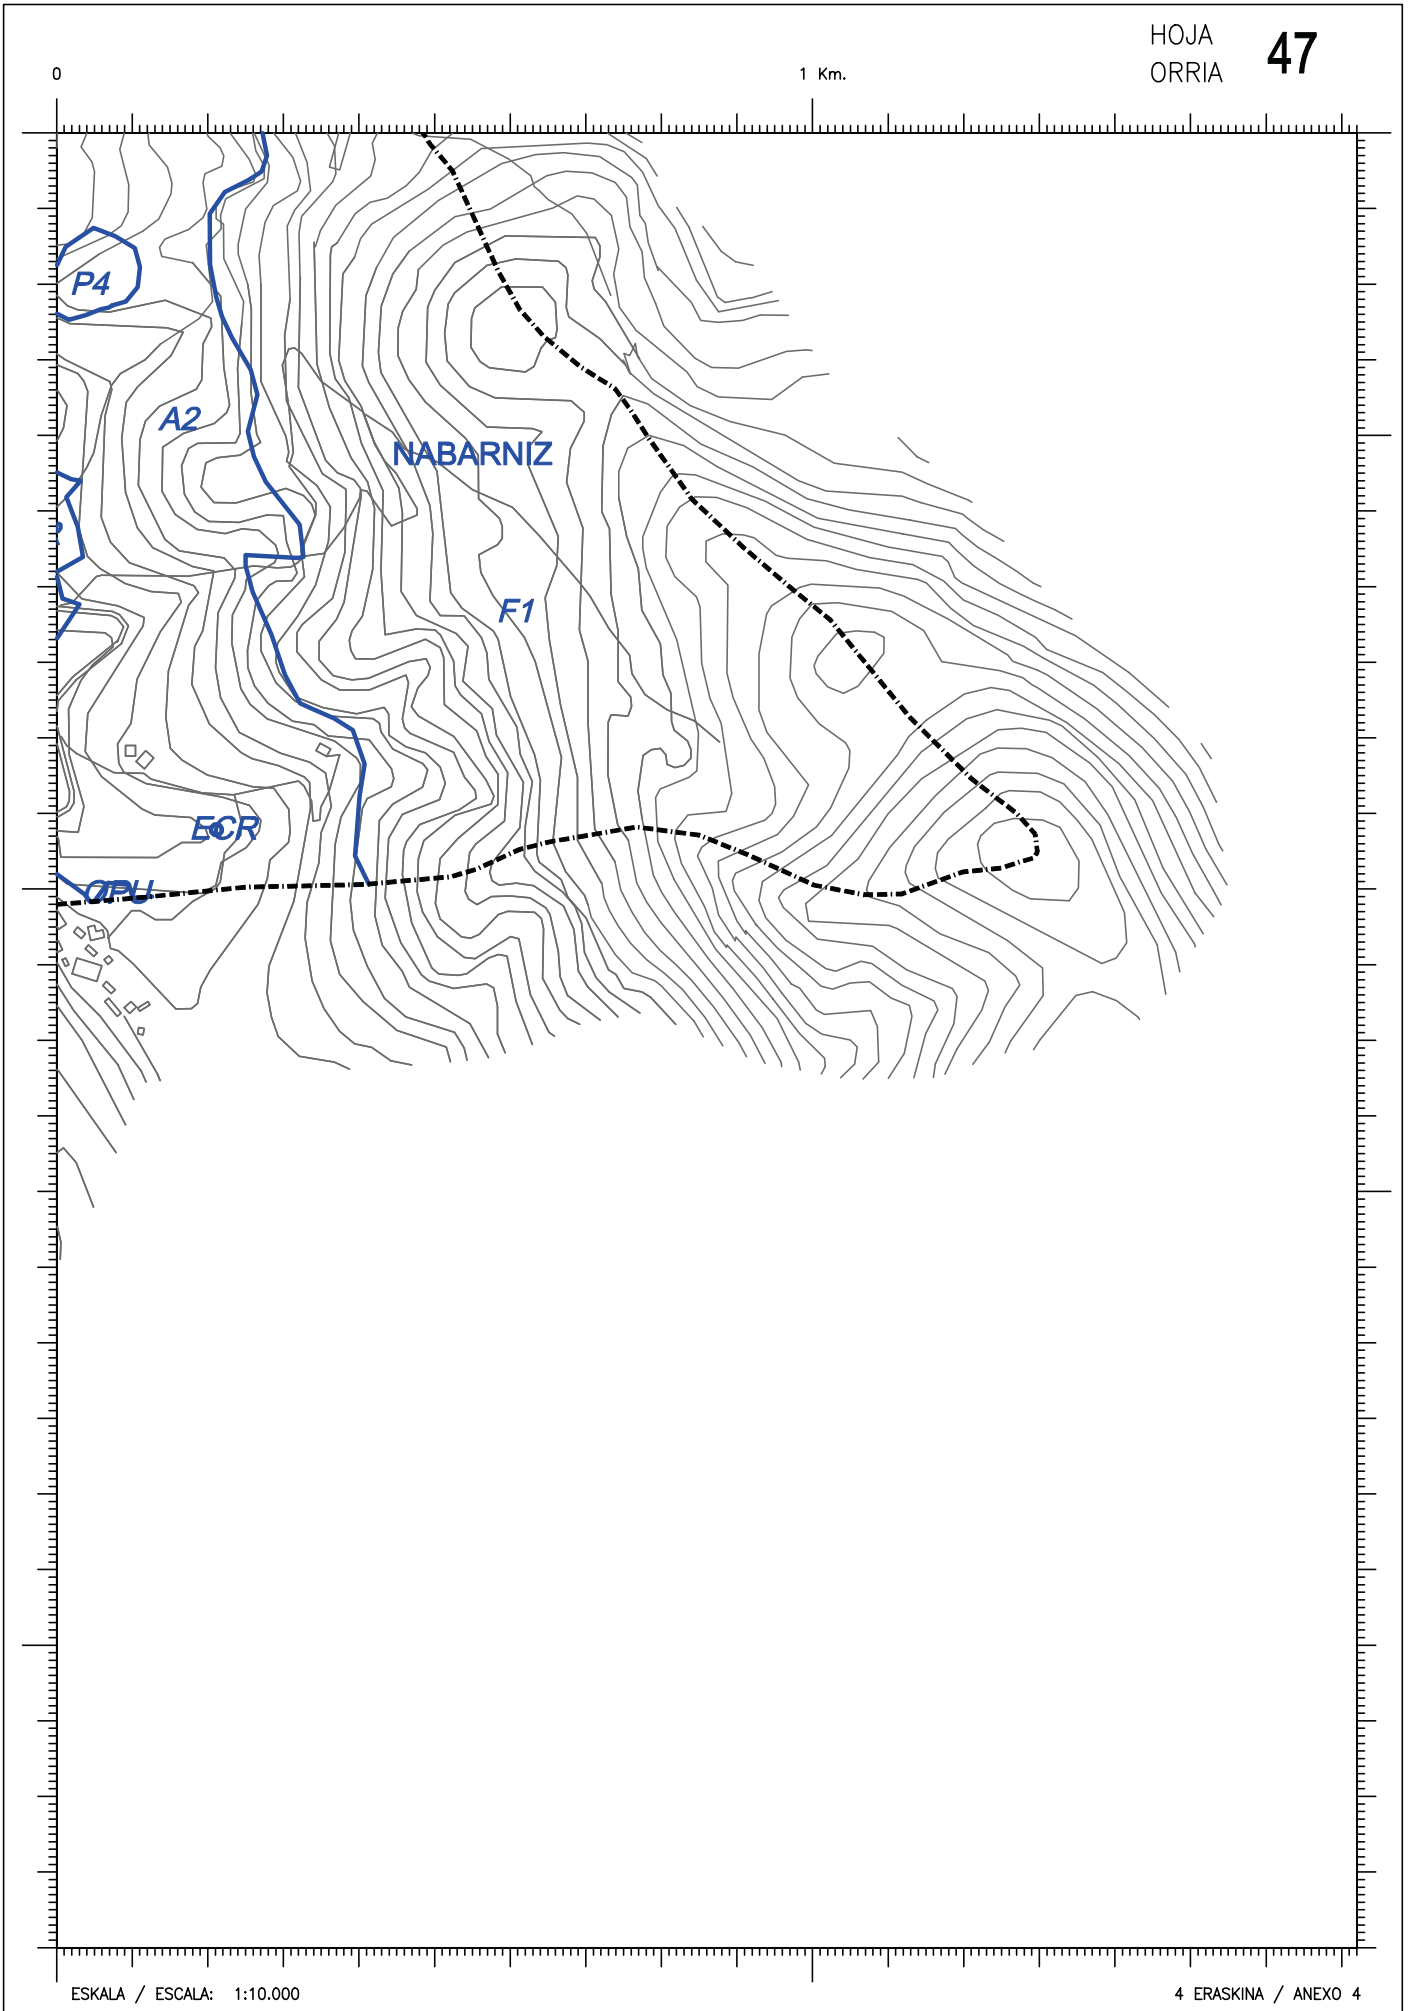 HOJA
ORRIA
47
0
1 Km.
P4
A2
NABARNIZ
F1
ECR
ESKALA / ESCALA: 1:10.000
4 ERASKINA / ANEXO 4